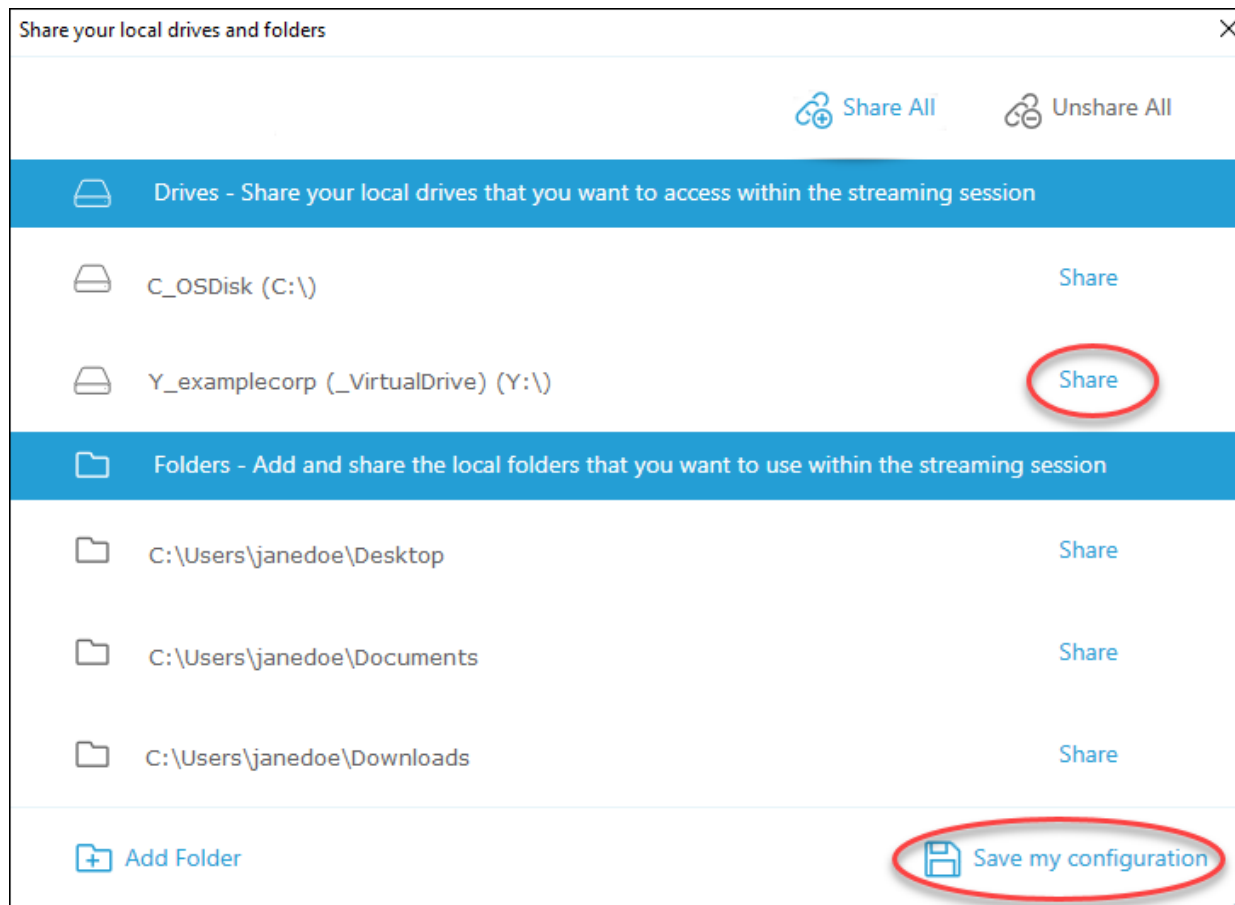 Share your local drives and folders
Share All
Unshare All
Drives - Share your local drives that you want to access within the streaming session
C_OSDisk (C:\)
Share
Y_examplecorp (_VirtualDrive) (Y:\)
Share
Folders - Add and share the local folders that you want to use within the streaming session
C:\Users\janedoe\Desktop
Share
C:\Users\janedoe\Documents
Share
C:\Users\janedoe\Downloads
Share
Add Folder
Save my configuration